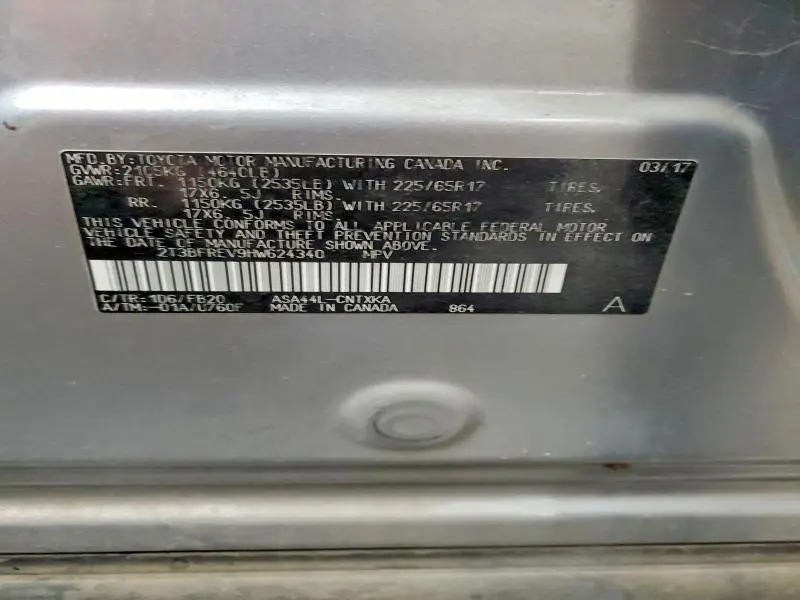 MFD.BY:TOYOTA MOTOR MANUFACTURING CANADA INC. 03/17
GVWR:2105KG (4640LB)
GAWR:FRT. 1150KG (2535LB) WITH 225/65R17 TIRES.
17X6.5J RIMS
RR. 1150KG (2535LB) WITH 225/65R17 TIRES.
17X6.5J RIMS
THIS VEHICLE CONFORMS TO ALL APPLICABLE FEDERAL MOTOR
VEHICLE SAFETY AND THEFT PREVENTION STANDARDS IN EFFECT ON
THE DATE OF MANUFACTURE SHOWN ABOVE.
2T3BFREV9HW624340 MPV
C/TR:1D6/FB20 ASA44L-CNTXKA
A/TM:-01A/U760F MADE IN CANADA 864 A